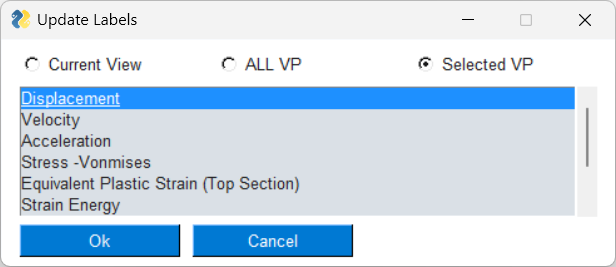 Update Labels
Current View ALL VP Selected VP
Displacement
Velocity
Acceleration
Stress -Vonmises
Equivalent Plastic Strain (Top Section)
Strain Energy
Ok Cancel